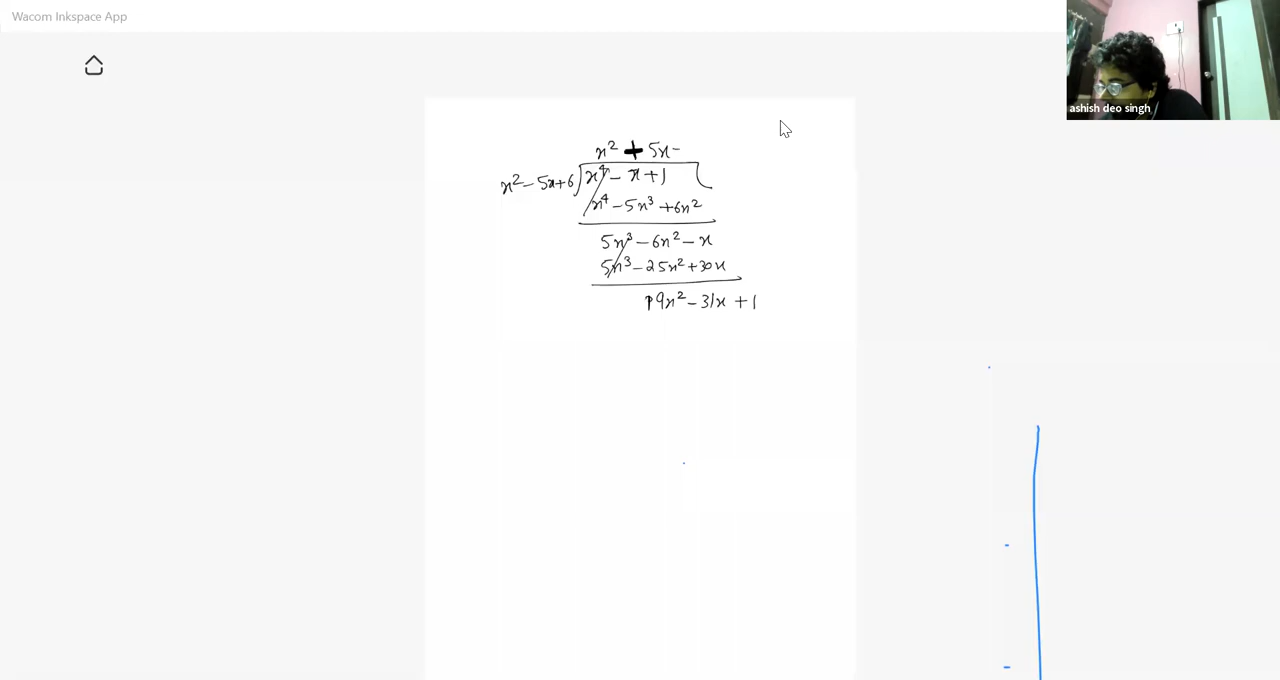 Wacom Inkspace App
ashish deo singh
x² + 5x -
x² - 5x + 6 ) x⁴ - x + 1
x⁴ - 5x³ + 6x²
5x³ - 6x² - x
5x³ - 25x² + 30x
19x² - 31x + 1